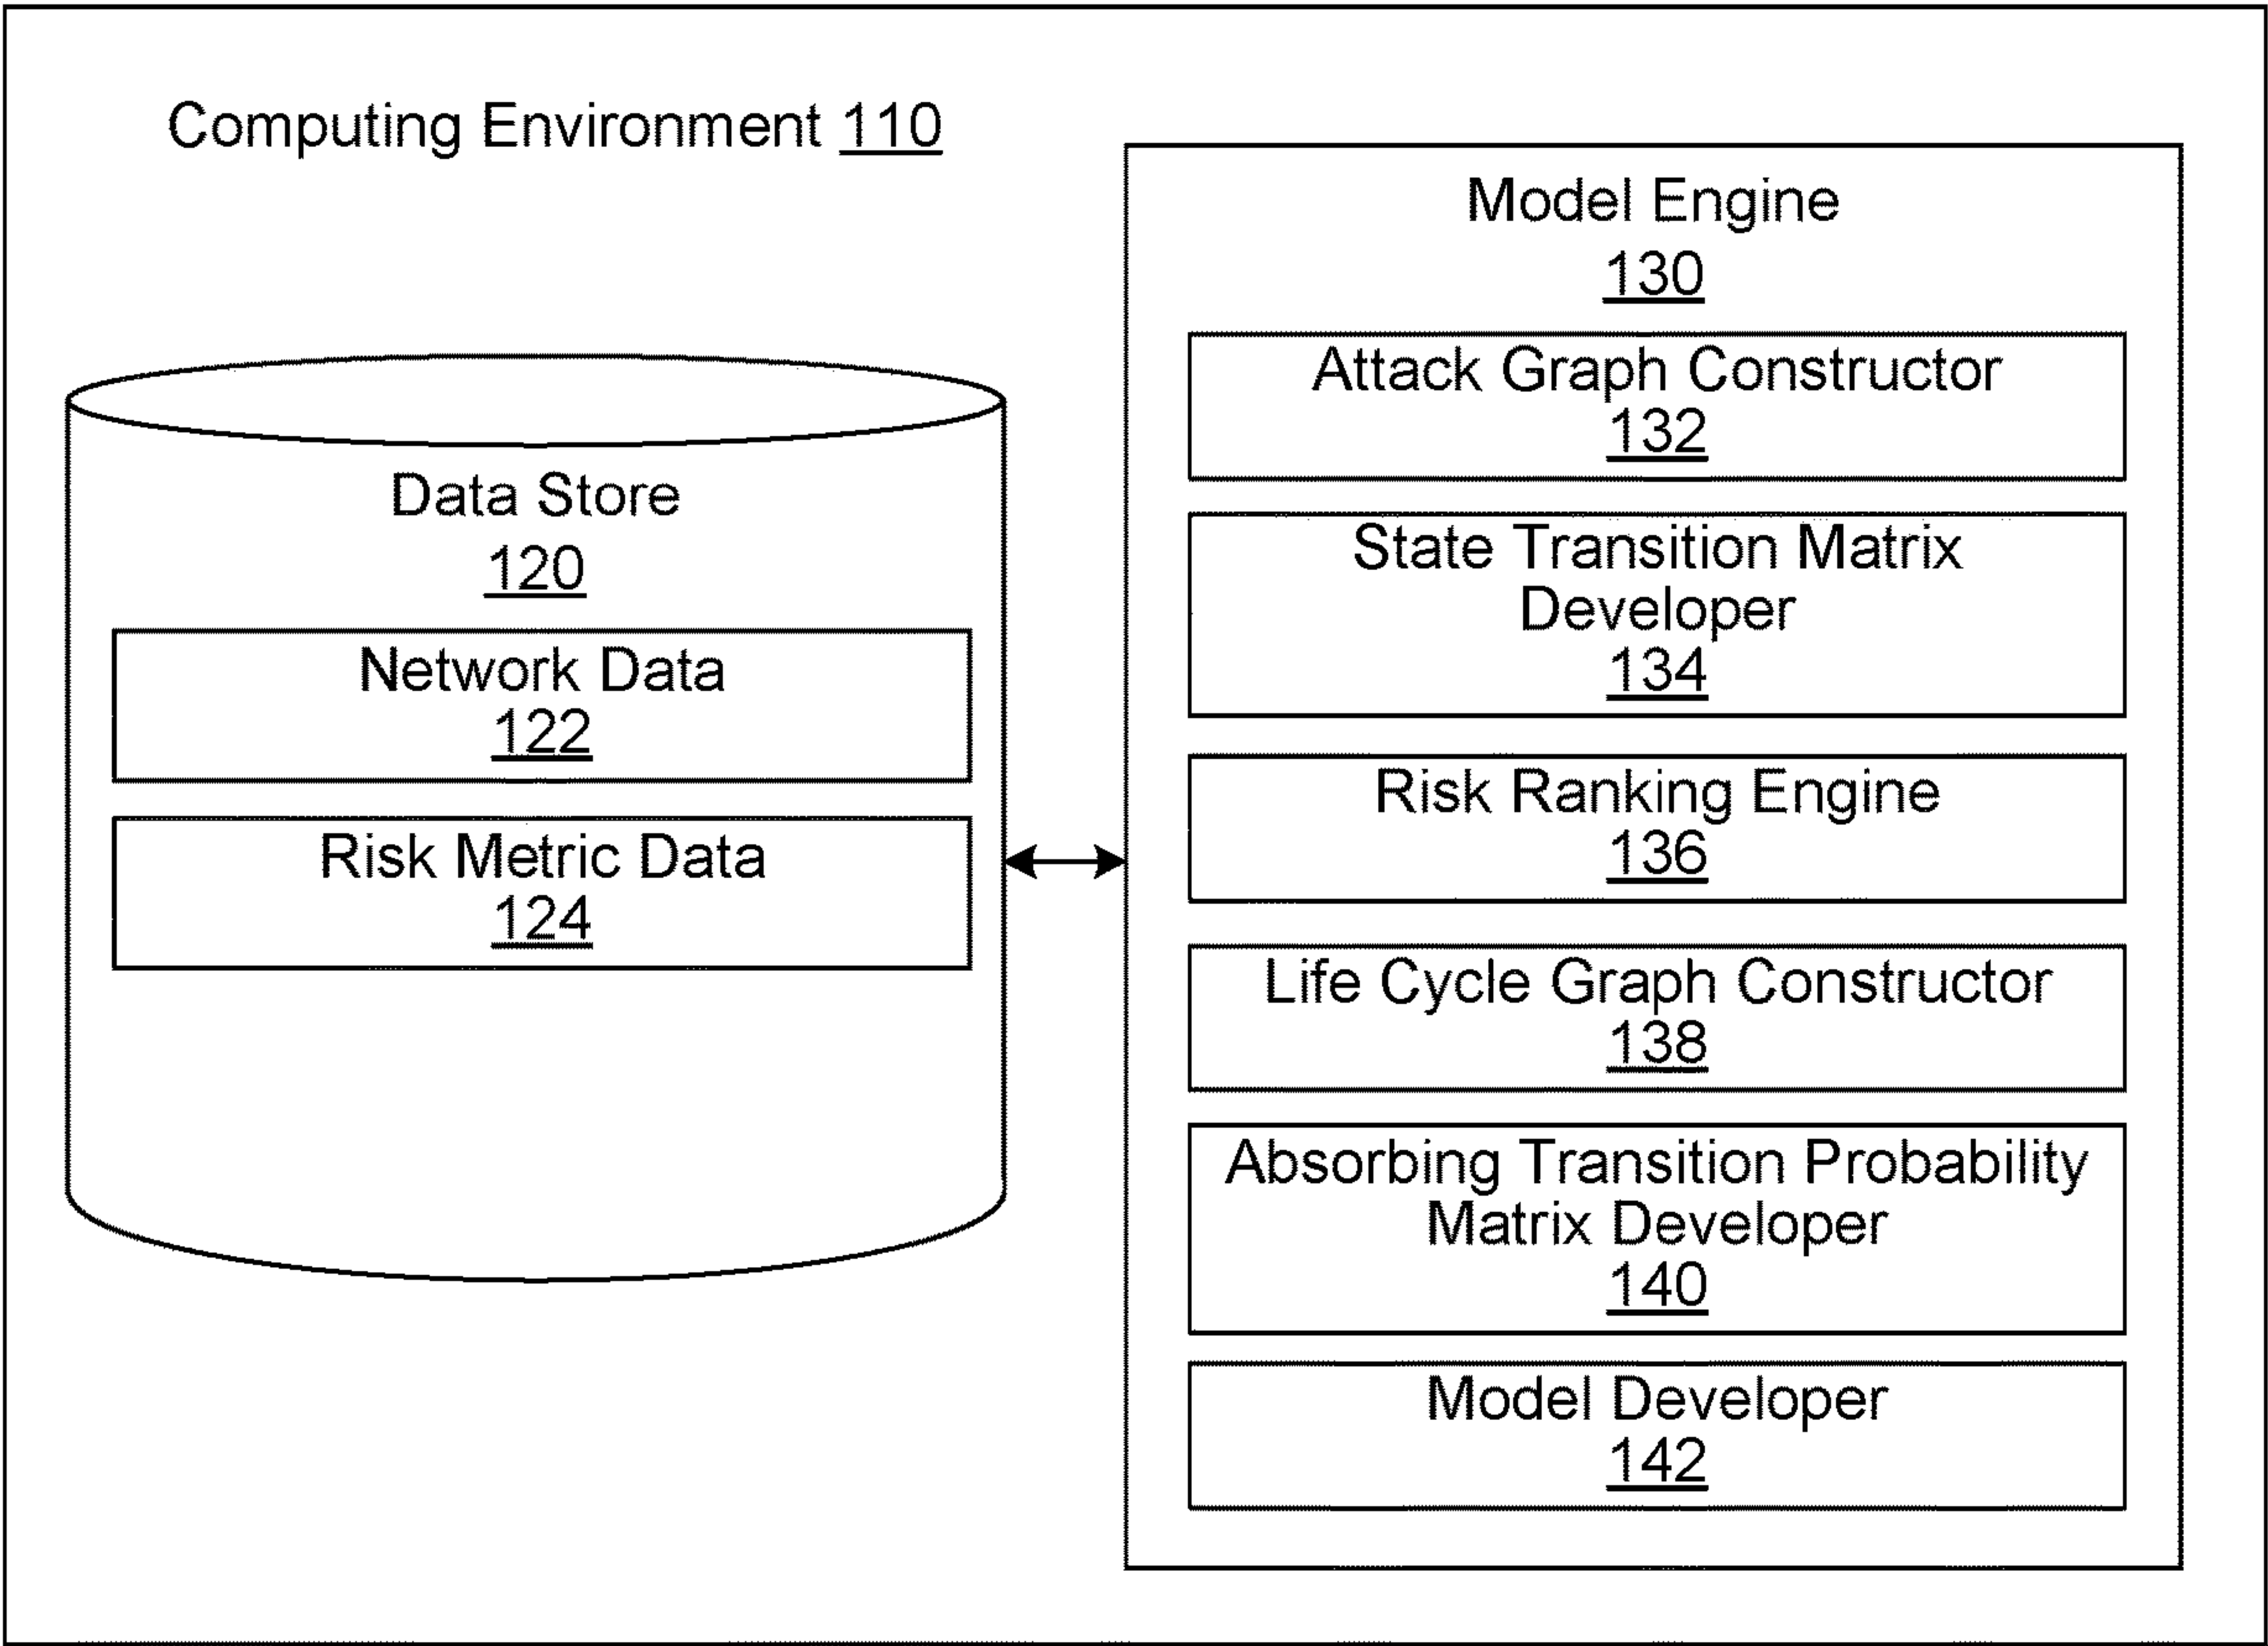 Computing Environment 110
Data Store
120
Network Data
122
Risk Metric Data
124
Model Engine
130
Attack Graph Constructor
132
State Transition Matrix
Developer
134
Risk Ranking Engine
136
Life Cycle Graph Constructor
138
Absorbing Transition Probability
Matrix Developer
140
Model Developer
142